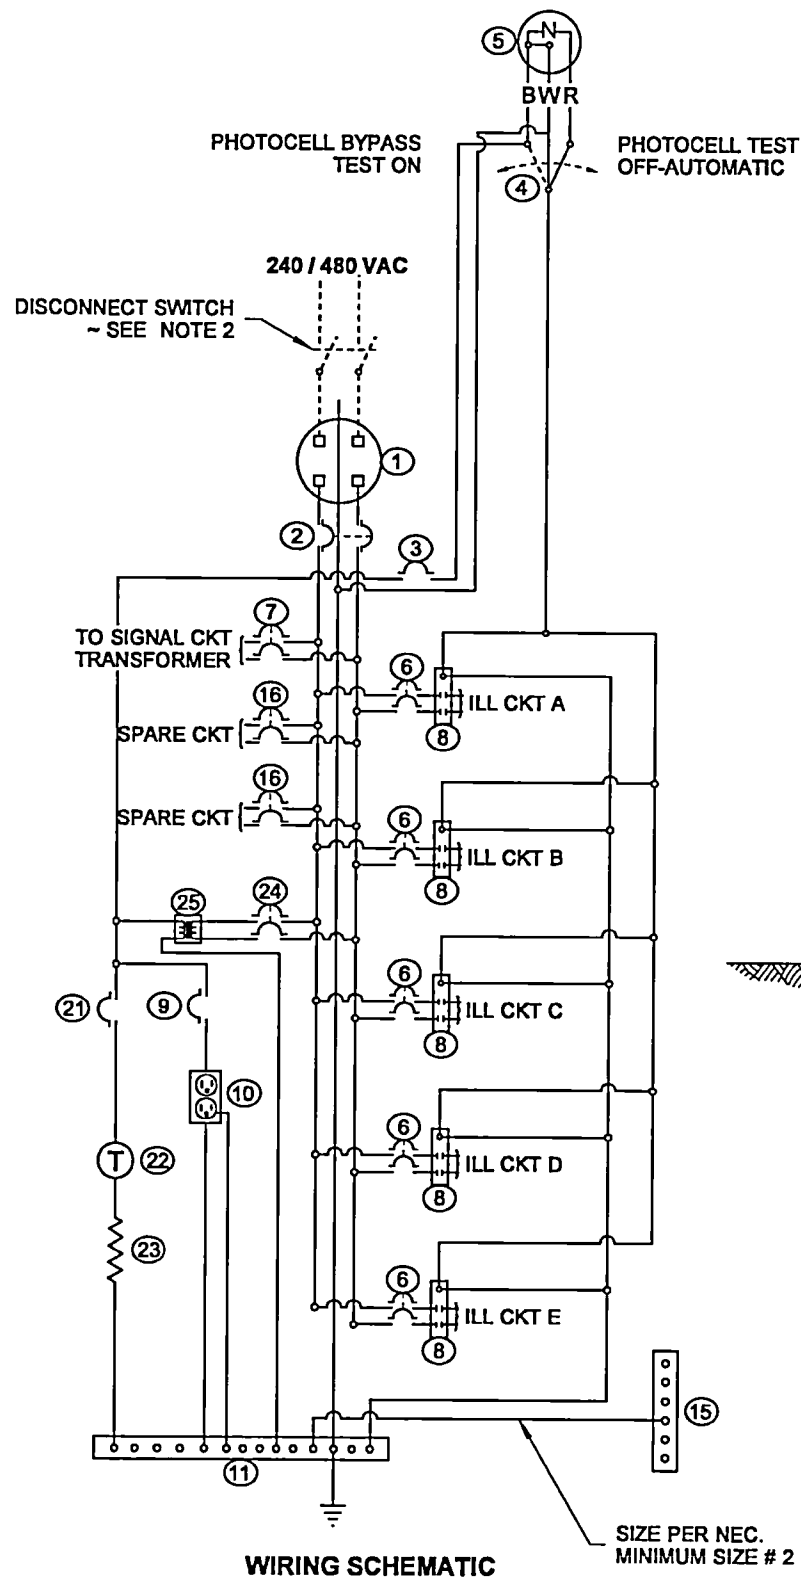 5
N
BWR
PHOTOCELL BYPASS
TEST ON
PHOTOCELL TEST
OFF-AUTOMATIC
4
240 / 480 VAC
DISCONNECT SWITCH
~ SEE NOTE 2
1
2
3
7
TO SIGNAL CKT
TRANSFORMER
6
ILL CKT A
8
16
SPARE CKT
16
SPARE CKT
6
ILL CKT B
8
25
24
21
9
6
ILL CKT C
8
10
T
22
6
ILL CKT D
8
23
6
ILL CKT E
8
15
11
SIZE PER NEC.
MINIMUM SIZE # 2
WIRING SCHEMATIC